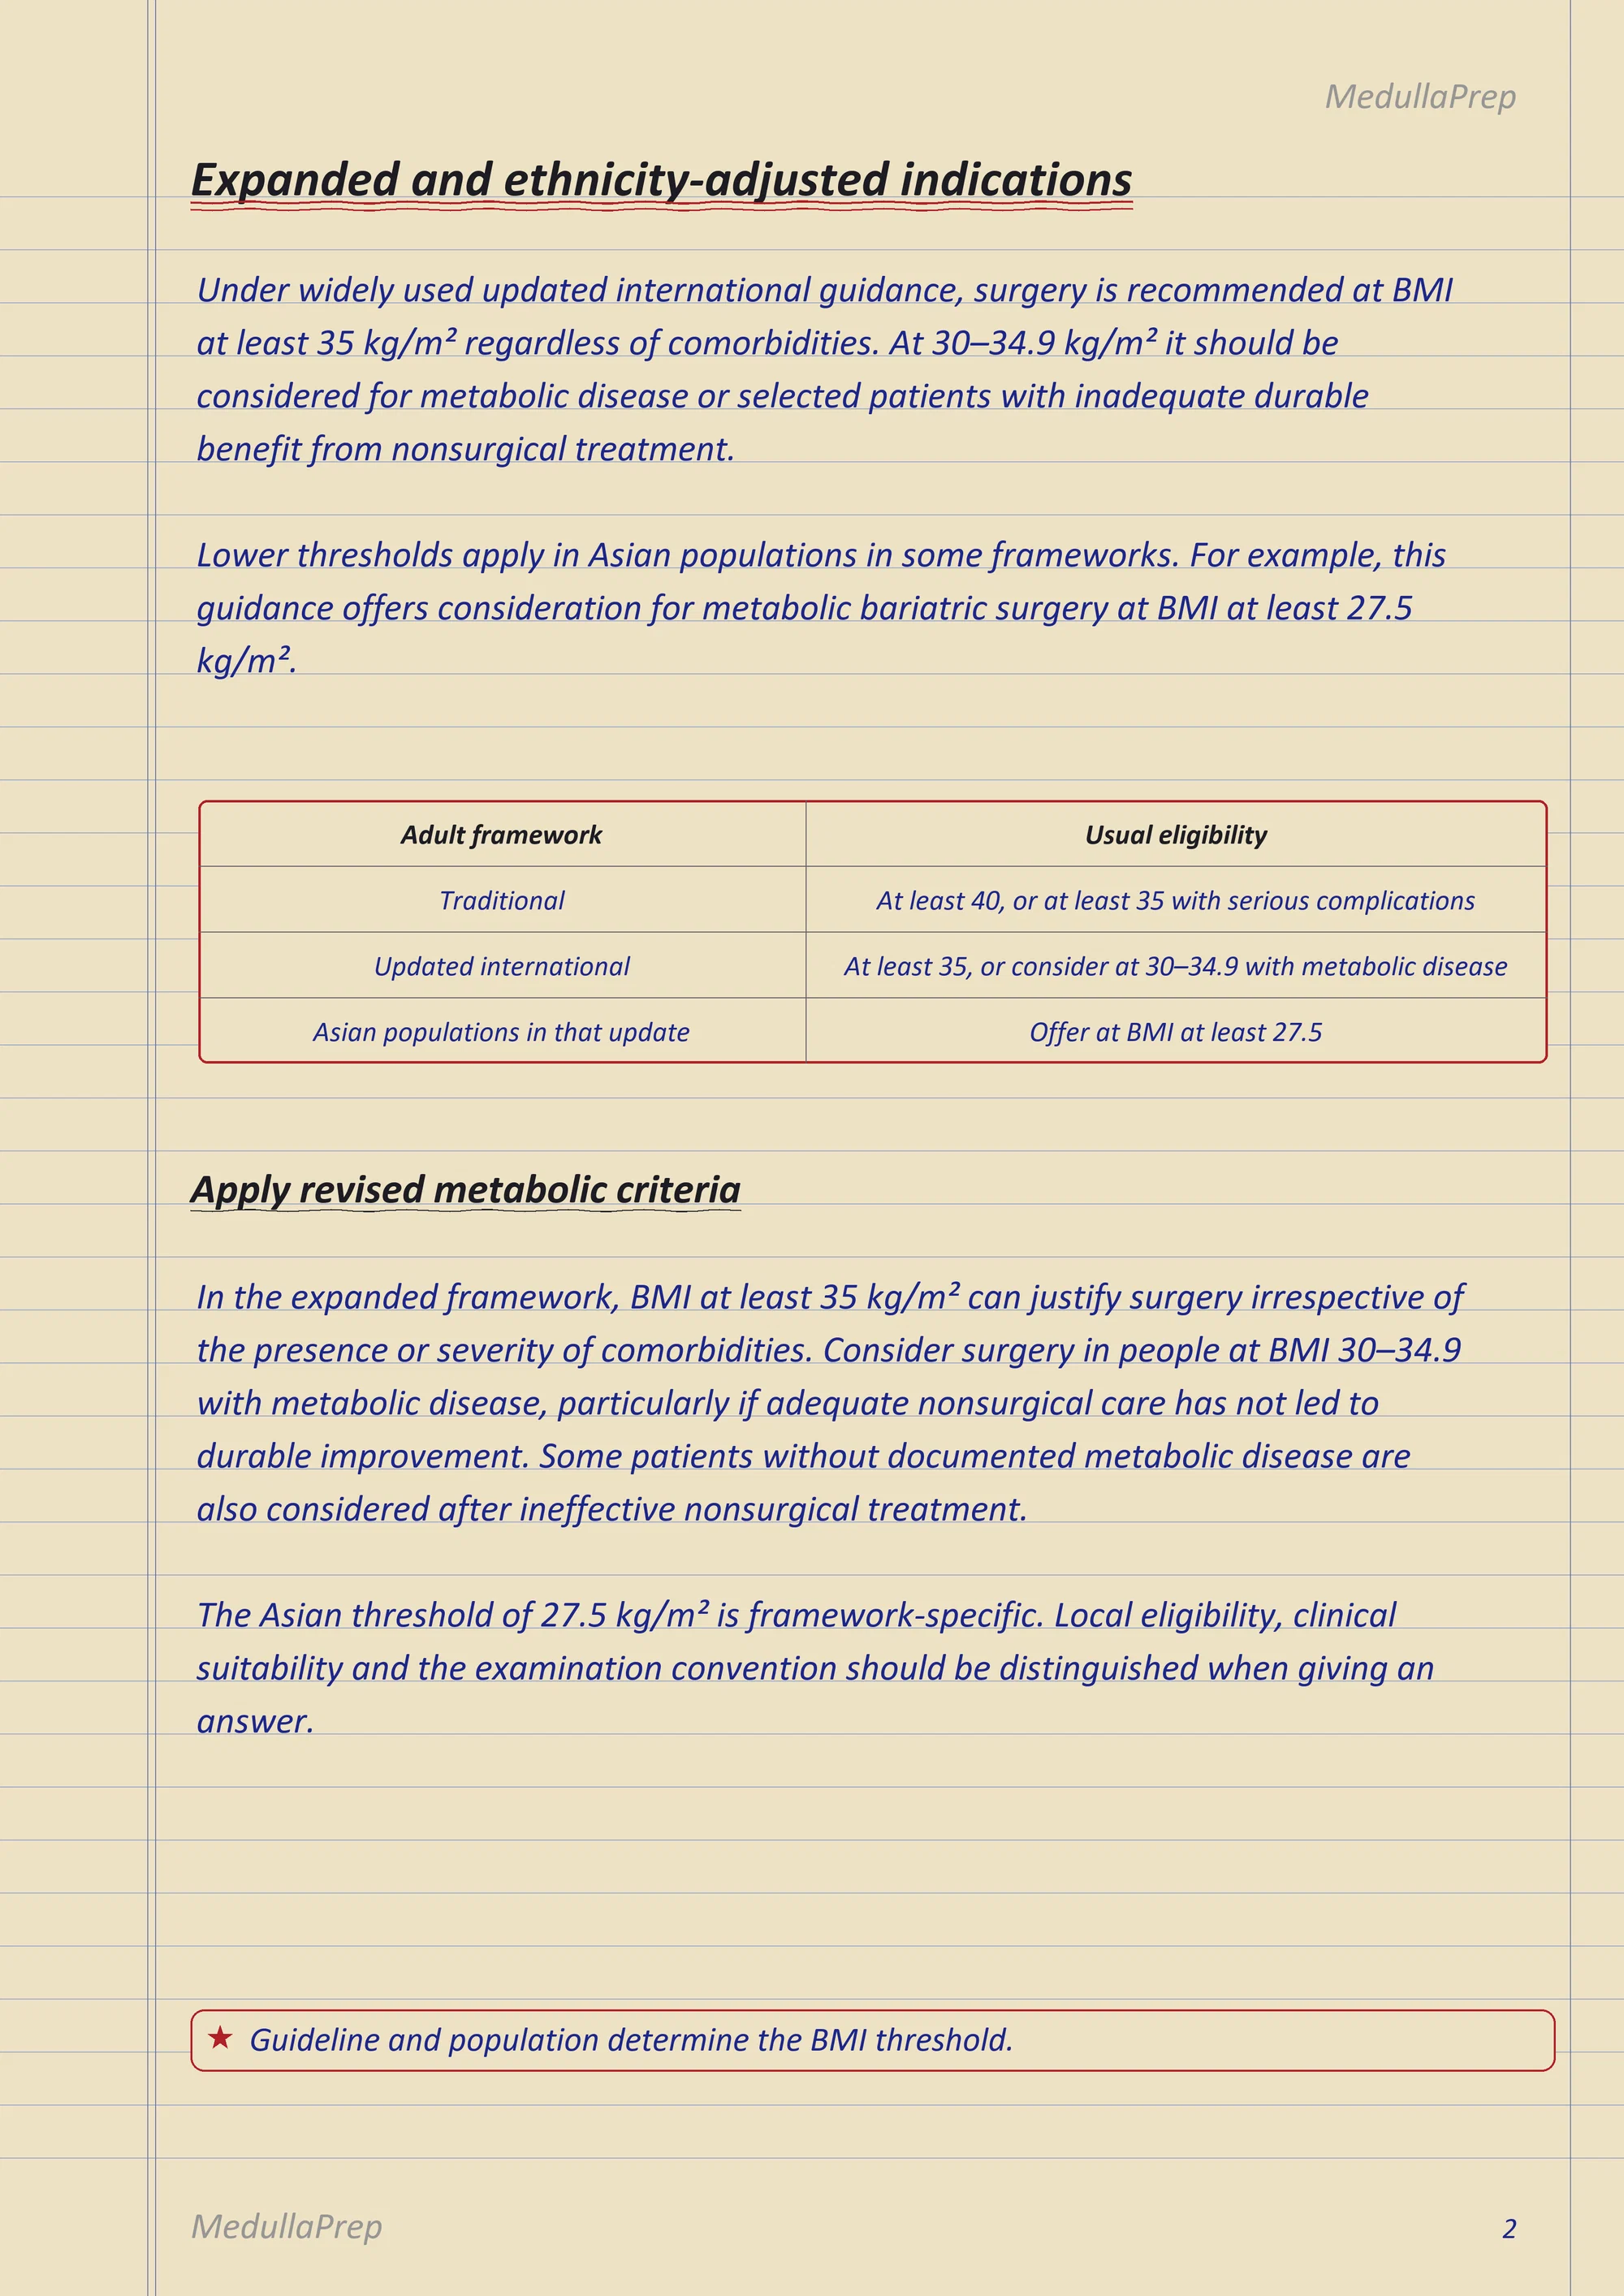 MedullaPrep
Expanded and ethnicity-adjusted indications
Under widely used updated international guidance, surgery is recommended at BMI
at least 35 kg/m² regardless of comorbidities. At 30–34.9 kg/m² it should be
considered for metabolic disease or selected patients with inadequate durable
benefit from nonsurgical treatment.
Lower thresholds apply in Asian populations in some frameworks. For example, this
guidance offers consideration for metabolic bariatric surgery at BMI at least 27.5
kg/m².
Adult framework Usual eligibility
Traditional At least 40, or at least 35 with serious complications
Updated international At least 35, or consider at 30–34.9 with metabolic disease
Asian populations in that update Offer at BMI at least 27.5
Apply revised metabolic criteria
In the expanded framework, BMI at least 35 kg/m² can justify surgery irrespective of
the presence or severity of comorbidities. Consider surgery in people at BMI 30–34.9
with metabolic disease, particularly if adequate nonsurgical care has not led to
durable improvement. Some patients without documented metabolic disease are
also considered after ineffective nonsurgical treatment.
The Asian threshold of 27.5 kg/m² is framework-specific. Local eligibility, clinical
suitability and the examination convention should be distinguished when giving an
answer.
★ Guideline and population determine the BMI threshold.
MedullaPrep 2